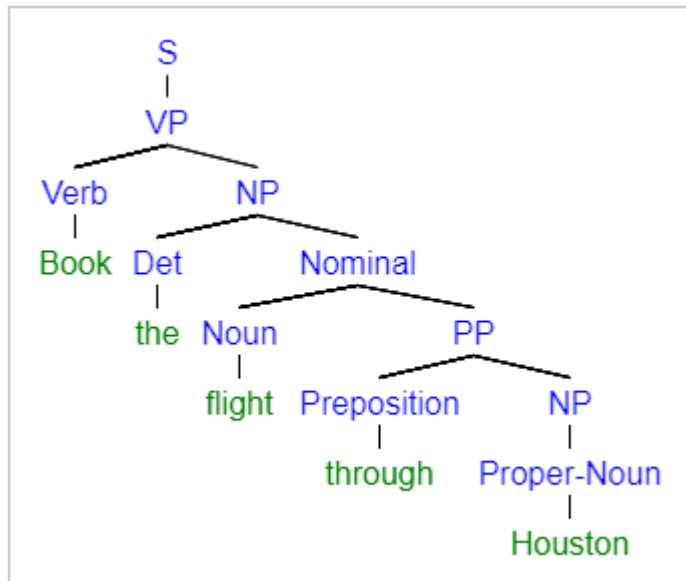 S
VP
Verb NP
Book Det Nominal
the Noun PP
flight Preposition NP
through Proper-Noun
Houston